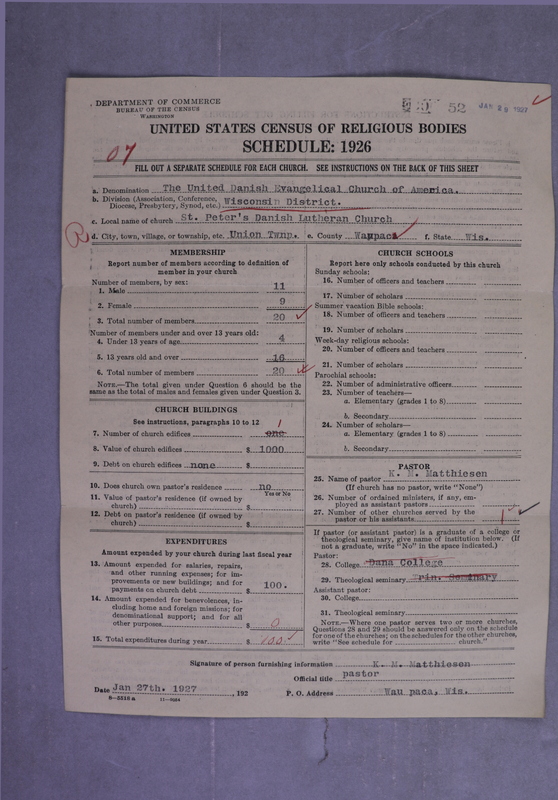 DEPARTMENT OF COMMERCE
BUREAU OF THE CENSUS
WASHINGTON
52
JAN 28 1927
UNITED STATES CENSUS OF RELIGIOUS BODIES
SCHEDULE: 1926
07
FILL OUT A SEPARATE SCHEDULE FOR EACH CHURCH. SEE INSTRUCTIONS ON THE BACK OF THIS SHEET
a. Denomination The United Danish Evangelical Church of America.
b. Division (Association, Conference, Diocese, Presbytery, Synod, etc.) Wisconsin District.
c. Local name of church St. Peter's Danish Lutheran Church
R
d. City, town, village, or township, etc. Union Twnp. e. County Waupaca f. State Wis.
MEMBERSHIP
Report number of members according to definition of
member in your church
Number of members, by sex:
1. Male 11
2. Female 9
3. Total number of members 20
Number of members under and over 13 years old:
4. Under 13 years of age 4
5. 13 years old and over 16
6. Total number of members 20
NOTE.—The total given under Question 6 should be the
same as the total of males and females given under Question 3.
CHURCH BUILDINGS
See instructions, paragraphs 10 to 12
1
7. Number of church edifices one
8. Value of church edifices $ 1000
9. Debt on church edifices none $
10. Does church own pastor's residence no
Yes or No
11. Value of pastor's residence (if owned by
church) $
12. Debt on pastor's residence (if owned by
church) $
EXPENDITURES
Amount expended by your church during last fiscal year
13. Amount expended for salaries, repairs,
and other running expenses; for im-
provements or new buildings; and for
payments on church debt $ 100.
14. Amount expended for benevolences, in-
cluding home and foreign missions; for
denominational support; and for all
other purposes $ 0
15. Total expenditures during year $ 100
CHURCH SCHOOLS
Report here only schools conducted by this church
Sunday schools:
16. Number of officers and teachers
17. Number of scholars
Summer vacation Bible schools:
18. Number of officers and teachers
19. Number of scholars
Week-day religious schools:
20. Number of officers and teachers
21. Number of scholars
Parochial schools:
22. Number of administrative officers
23. Number of teachers—
a. Elementary (grades 1 to 8)
b. Secondary
24. Number of scholars—
a. Elementary (grades 1 to 8)
b. Secondary
PASTOR
25. Name of pastor K. M. Matthiesen
(If church has no pastor, write "None")
26. Number of ordained ministers, if any, em-
ployed as assistant pastors
27. Number of other churches served by the
pastor or his assistants 1
If pastor (or assistant pastor) is a graduate of a college or
theological seminary, give name of institution below: (If
not a graduate, write "No" in the space indicated.)
Pastor:
28. College Dana College
29. Theological seminary Trin. Seminary
Assistant pastor:
30. College
31. Theological seminary
NOTE.—Where one pastor serves two or more churches,
Questions 28 and 29 should be answered only on the schedule
for one of the churches; on the schedules for the other churches,
write "See schedule for church."
Signature of person furnishing information K. M. Matthiesen
Official title pastor
Date Jan 27th. 1927, 192 P. O. Address Wau paca, Wis.